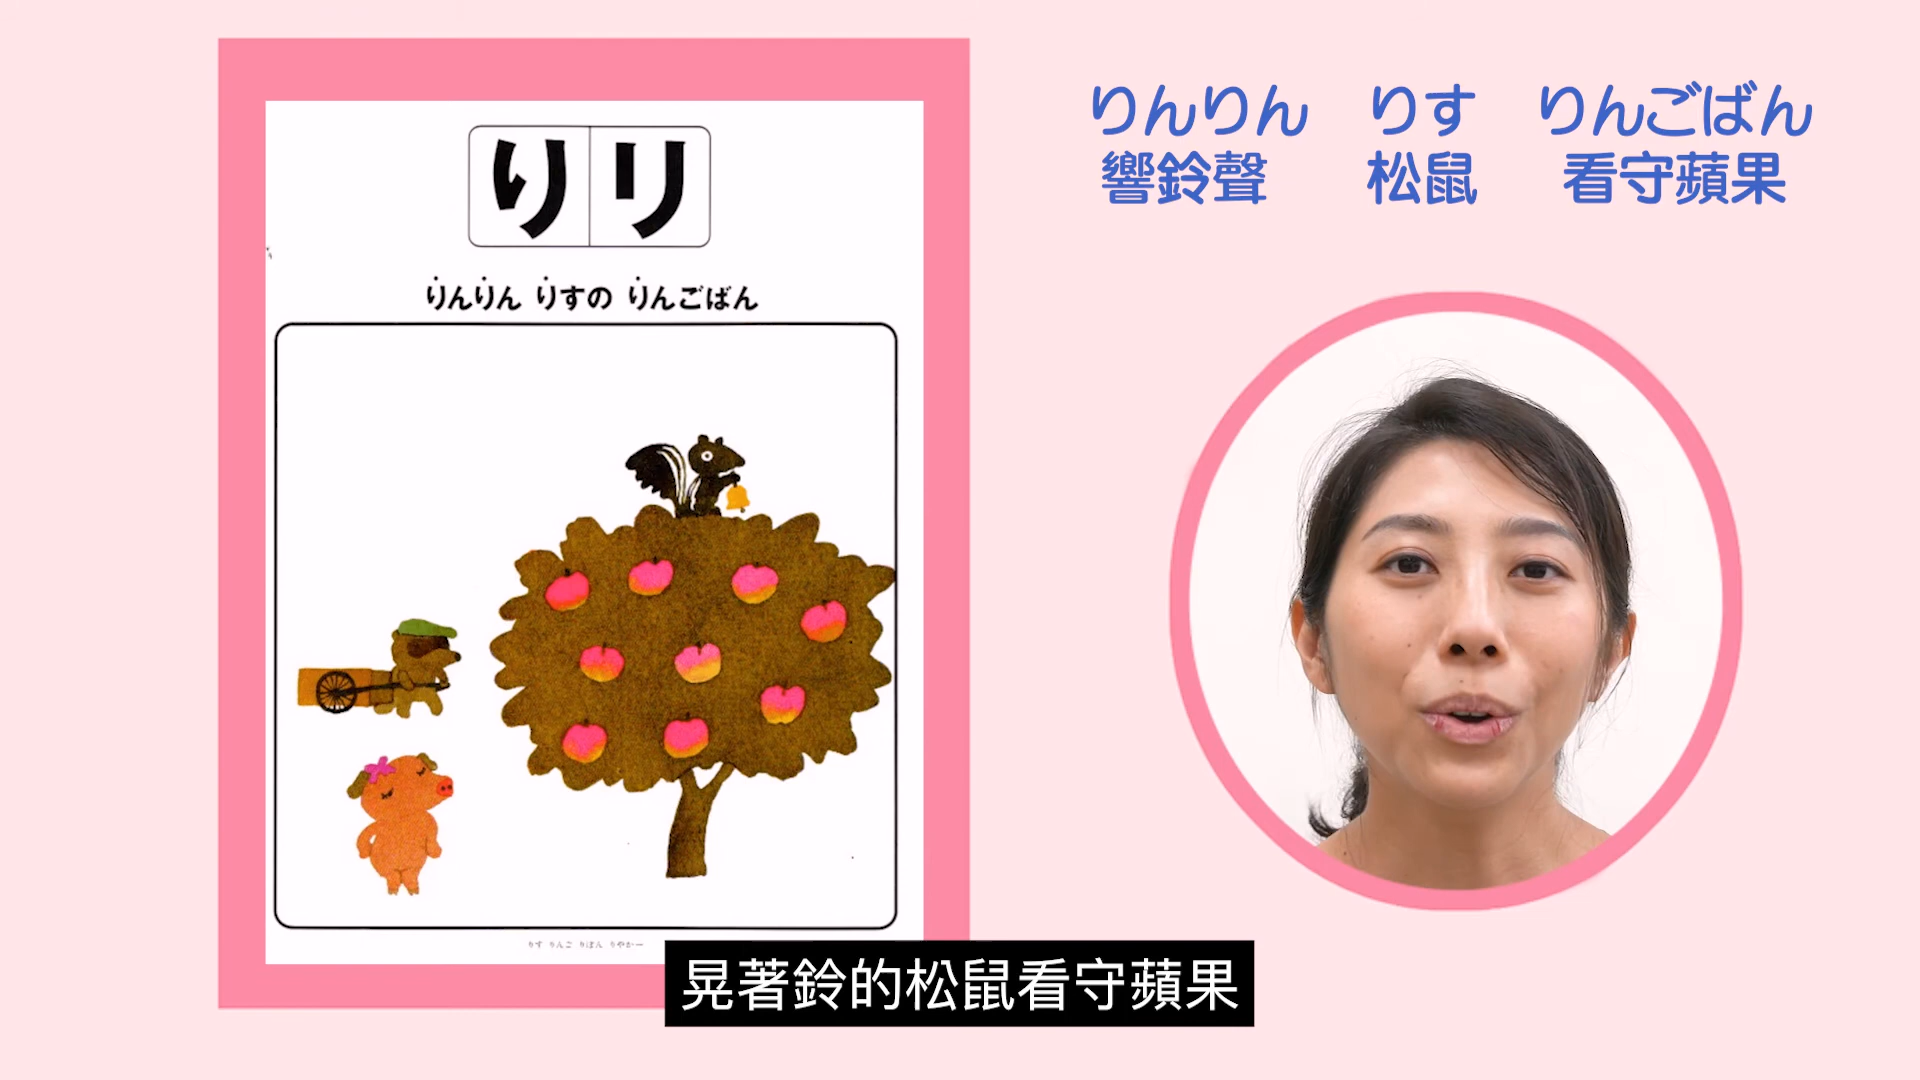 りリ
りんりん りすの りんごばん
りす りんご りぼん りやかー
りんりん りす りんごばん
響鈴聲 松鼠 看守蘋果
晃著鈴的松鼠看守蘋果